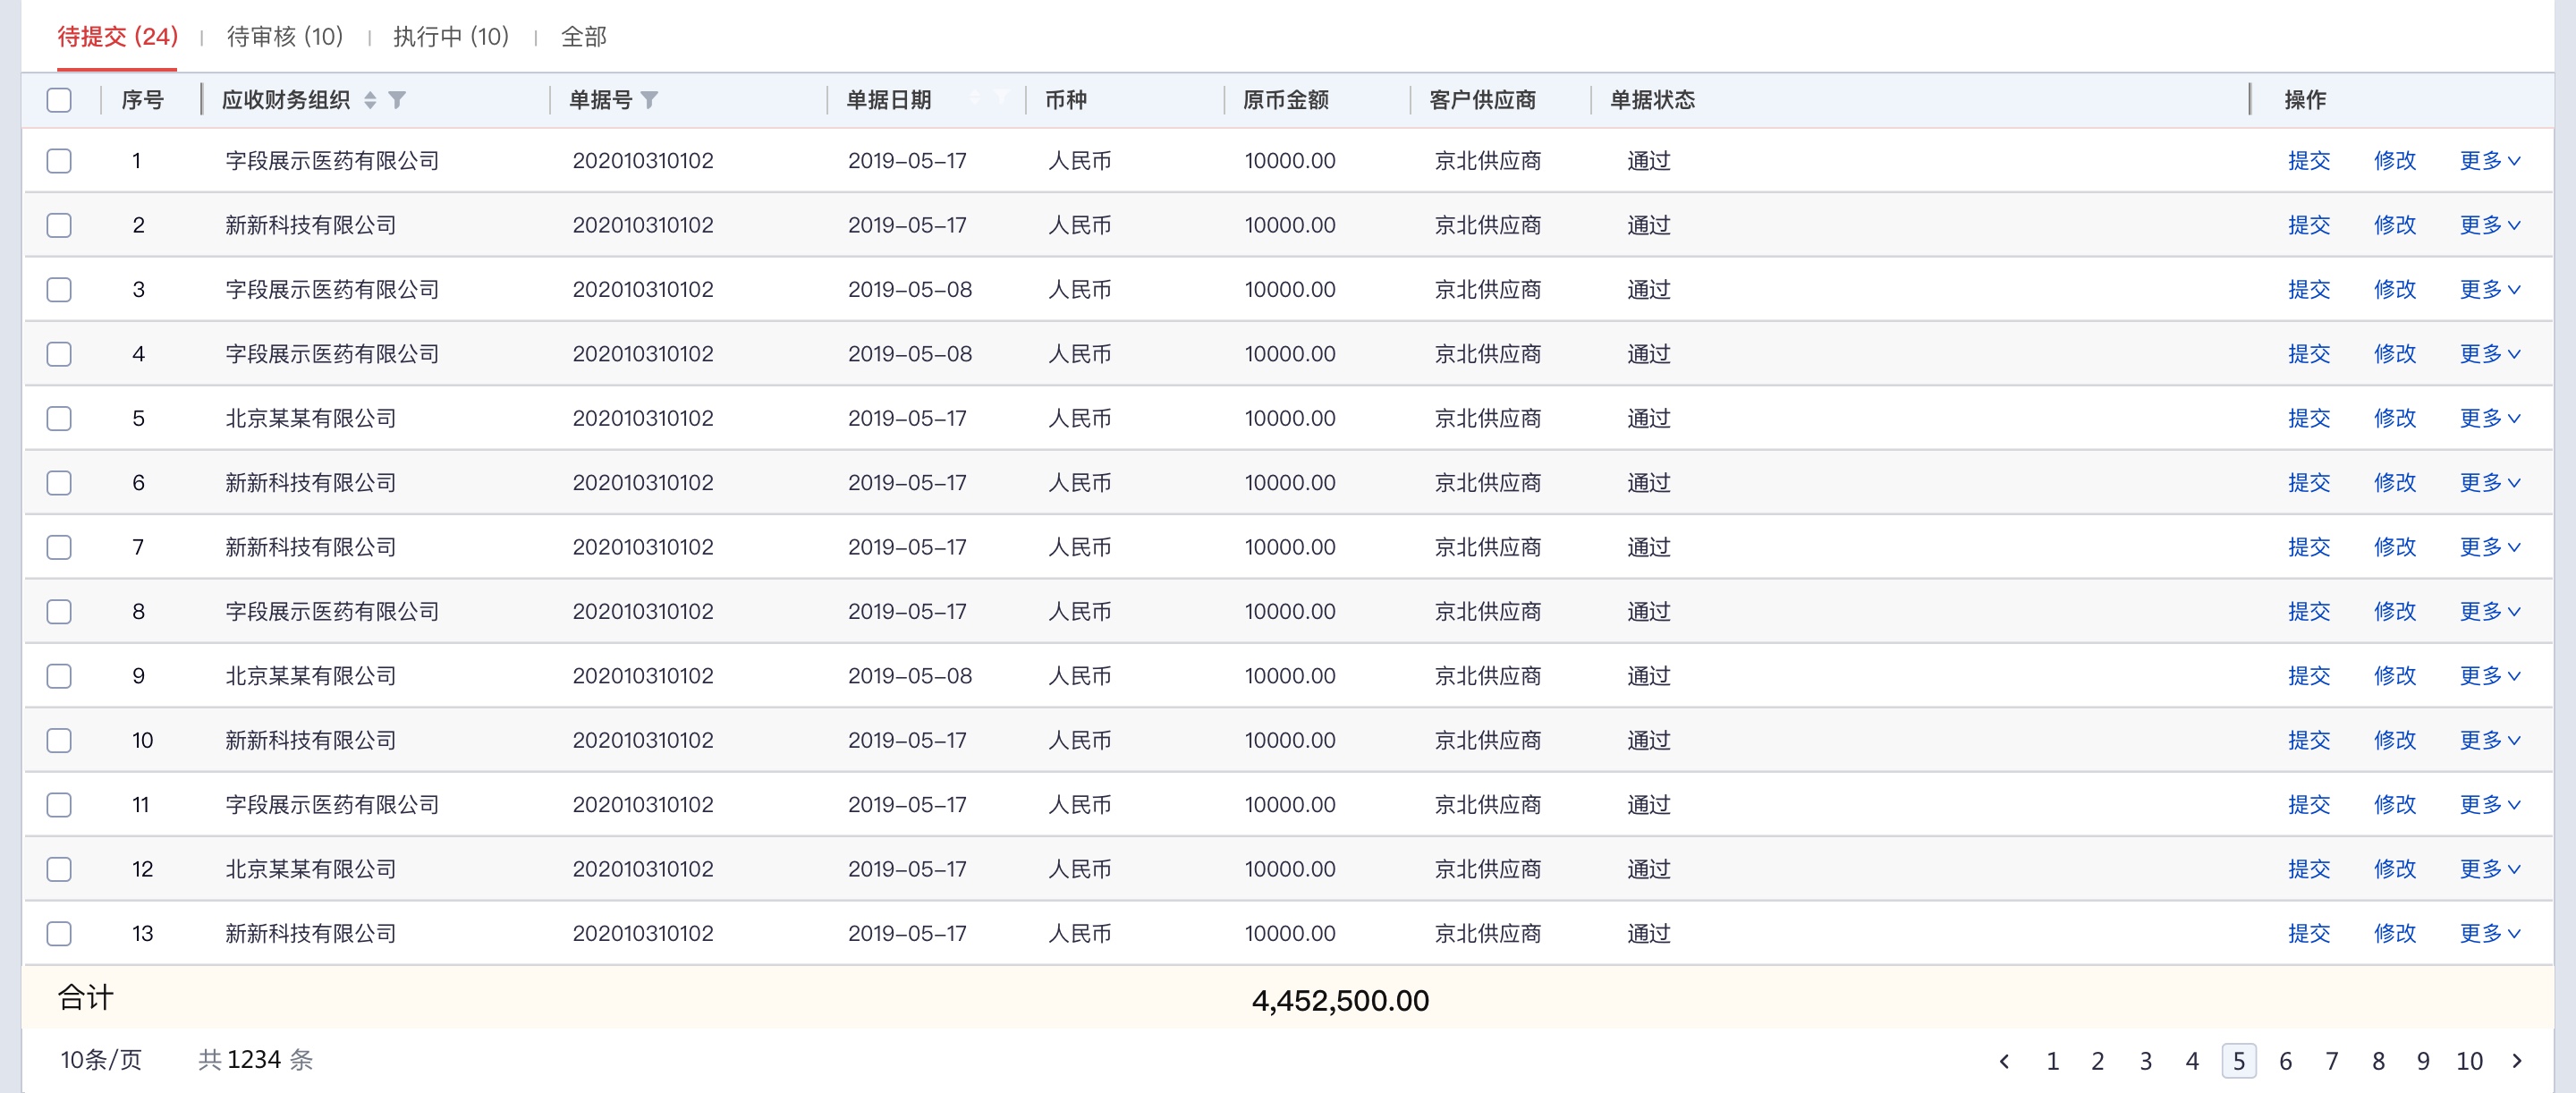 待提交 (24) | 待审核 (10) | 执行中 (10) | 全部
序号 应收财务组织 单据号 单据日期 币种 原币金额 客户供应商 单据状态 操作
1 字段展示医药有限公司 202010310102 2019-05-17 人民币 10000.00 京北供应商 通过 提交 修改 更多
2 新新科技有限公司 202010310102 2019-05-17 人民币 10000.00 京北供应商 通过 提交 修改 更多
3 字段展示医药有限公司 202010310102 2019-05-08 人民币 10000.00 京北供应商 通过 提交 修改 更多
4 字段展示医药有限公司 202010310102 2019-05-08 人民币 10000.00 京北供应商 通过 提交 修改 更多
5 北京某某有限公司 202010310102 2019-05-17 人民币 10000.00 京北供应商 通过 提交 修改 更多
6 新新科技有限公司 202010310102 2019-05-17 人民币 10000.00 京北供应商 通过 提交 修改 更多
7 新新科技有限公司 202010310102 2019-05-17 人民币 10000.00 京北供应商 通过 提交 修改 更多
8 字段展示医药有限公司 202010310102 2019-05-17 人民币 10000.00 京北供应商 通过 提交 修改 更多
9 北京某某有限公司 202010310102 2019-05-08 人民币 10000.00 京北供应商 通过 提交 修改 更多
10 新新科技有限公司 202010310102 2019-05-17 人民币 10000.00 京北供应商 通过 提交 修改 更多
11 字段展示医药有限公司 202010310102 2019-05-17 人民币 10000.00 京北供应商 通过 提交 修改 更多
12 北京某某有限公司 202010310102 2019-05-17 人民币 10000.00 京北供应商 通过 提交 修改 更多
13 新新科技有限公司 202010310102 2019-05-17 人民币 10000.00 京北供应商 通过 提交 修改 更多
合计 4,452,500.00
10条/页 共 1234 条 1 2 3 4 5 6 7 8 9 10